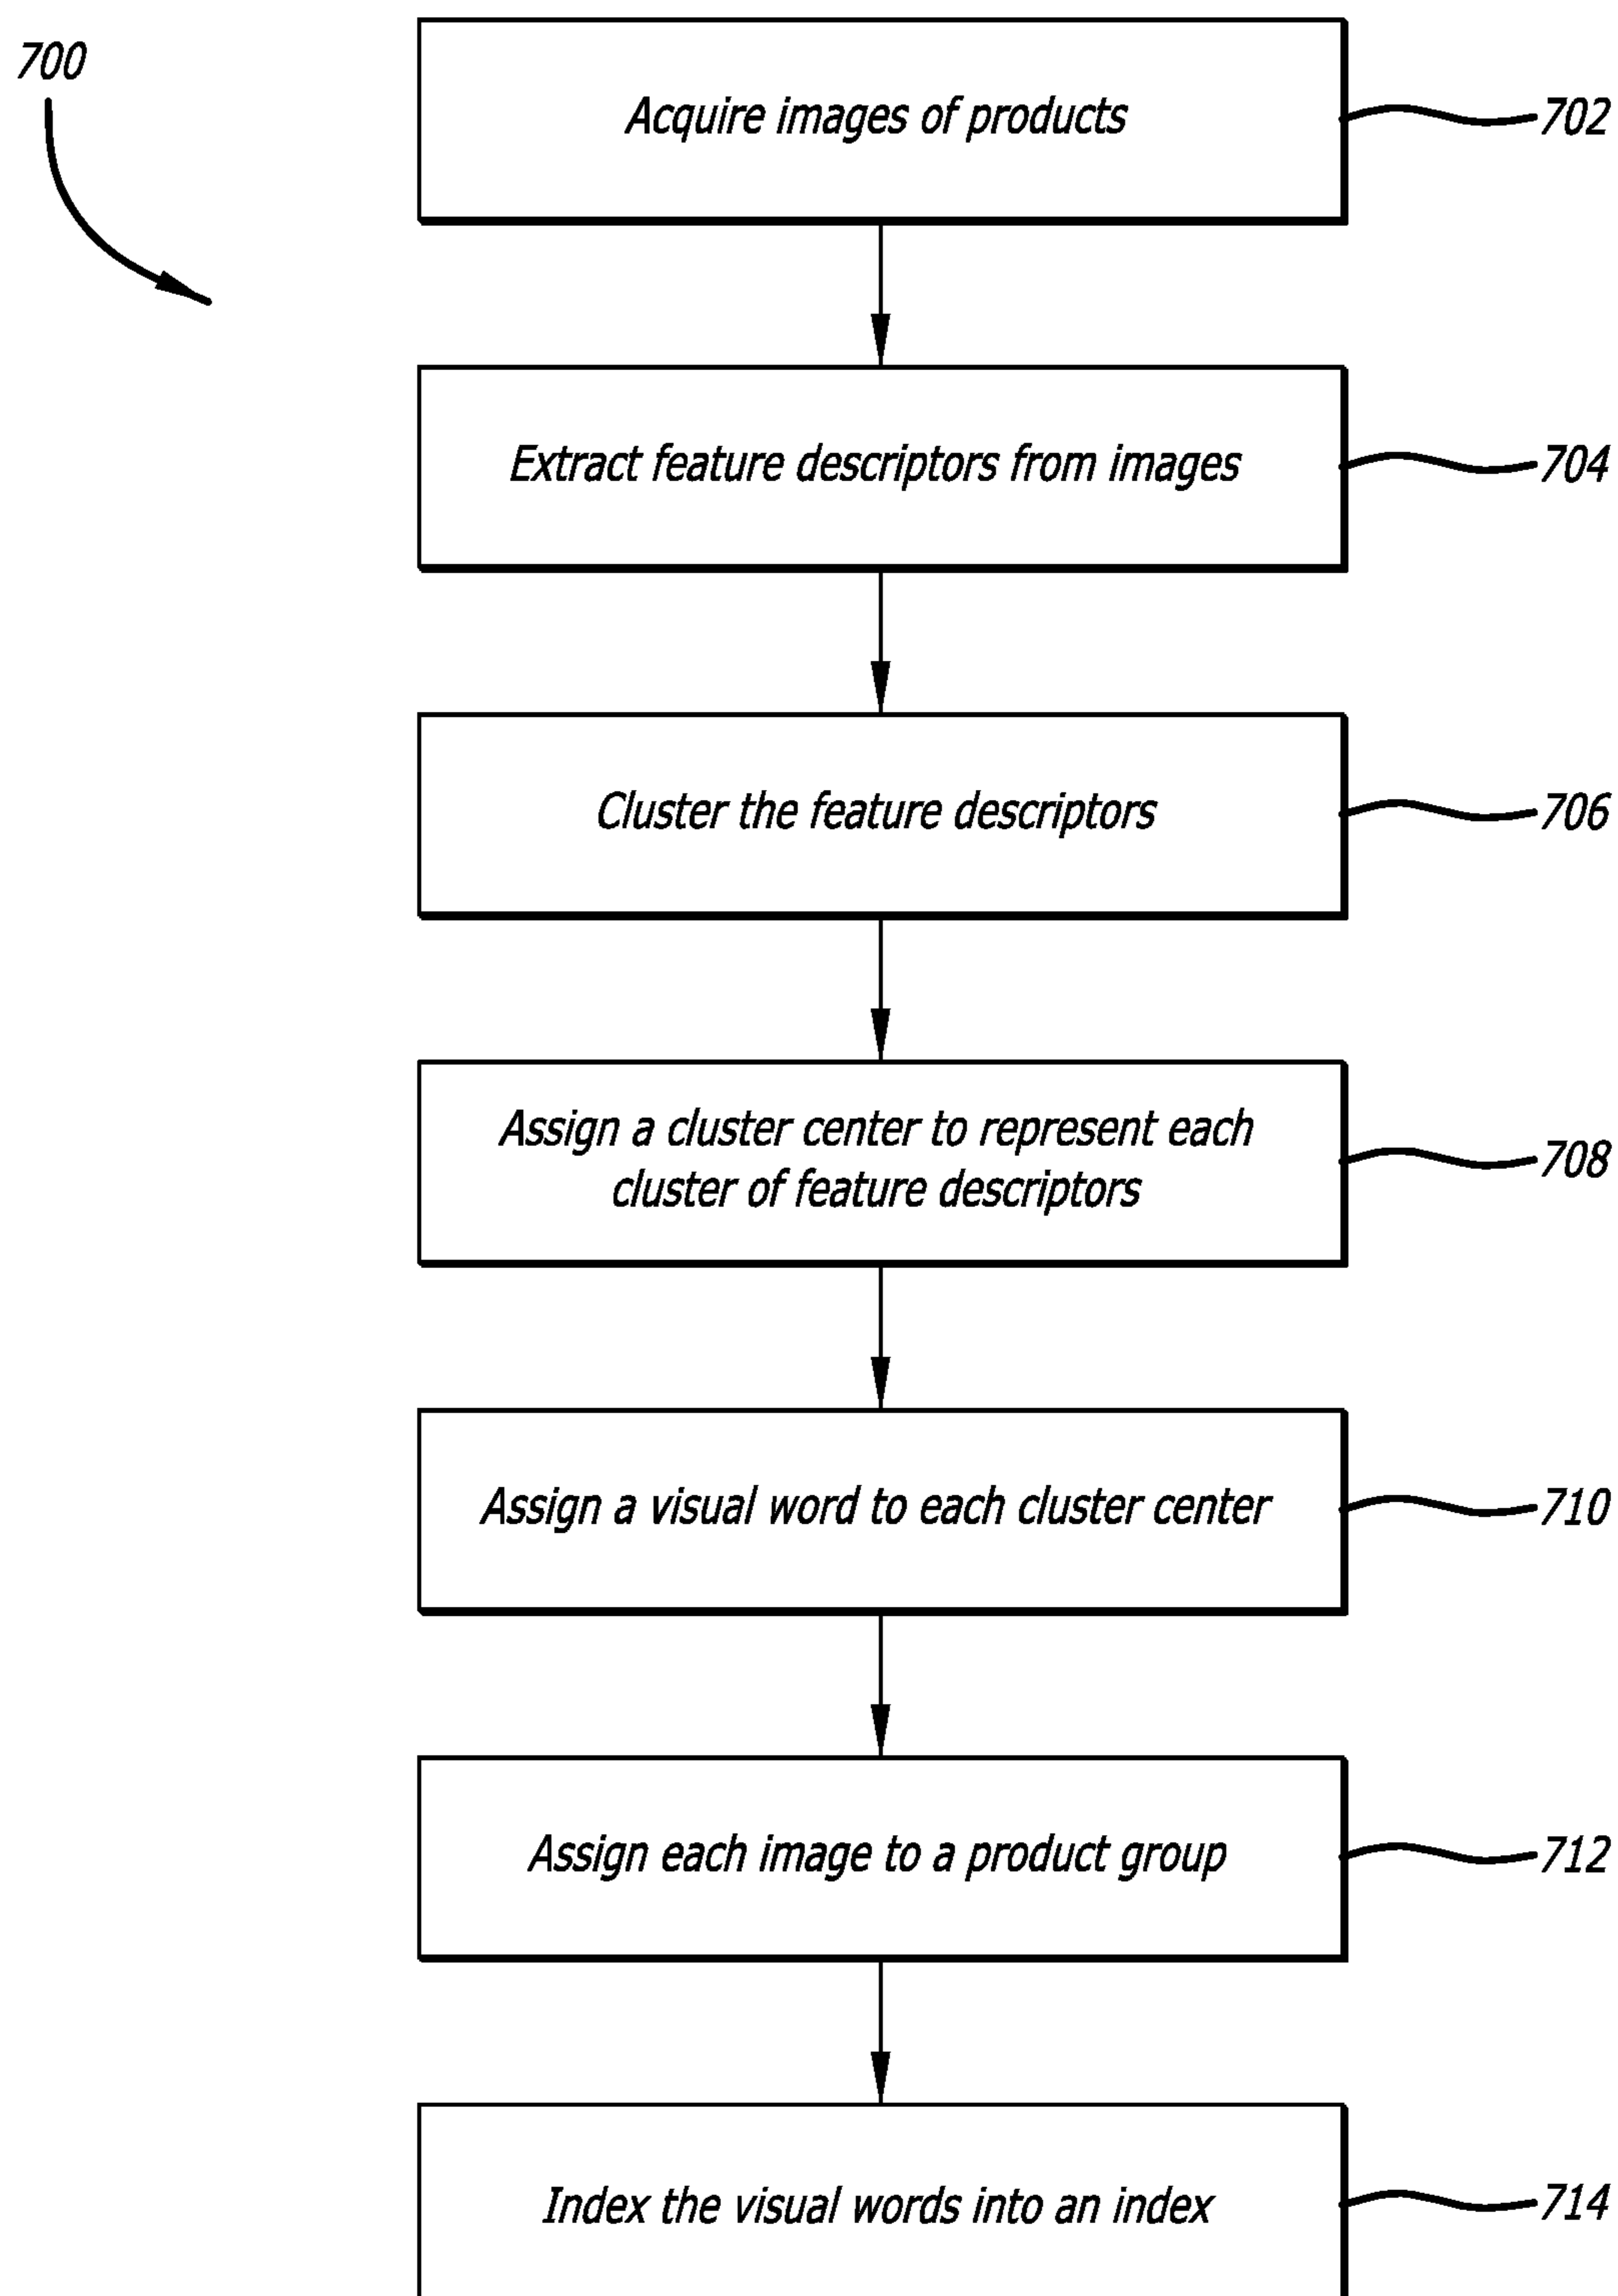 700
Acquire images of products
702
Extract feature descriptors from images
704
Cluster the feature descriptors
706
Assign a cluster center to represent each
cluster of feature descriptors
708
Assign a visual word to each cluster center
710
Assign each image to a product group
712
Index the visual words into an index
714